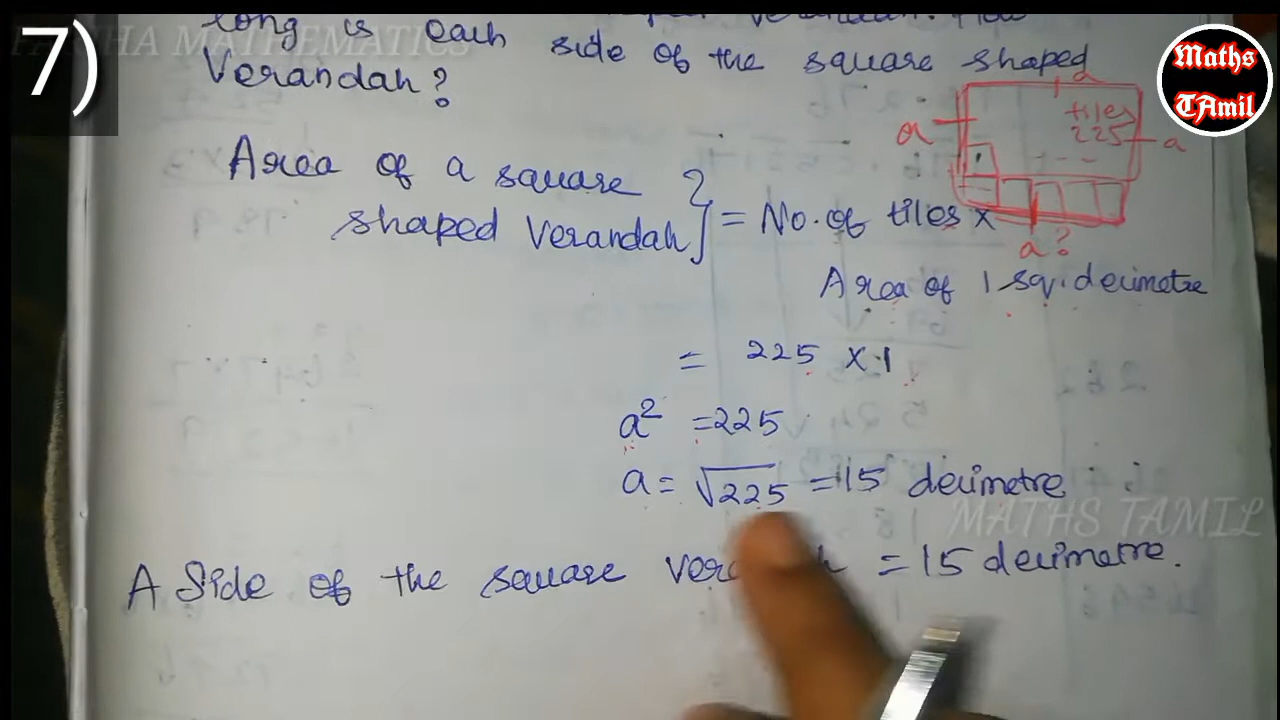 7)
long is each side of the square shaped
Verandah?
Maths
TAmil
a
a
tiles
225
a
a?
Area of a square
shaped Verandah } = No. of tiles x
Area of 1 sq. decimetre
= 225 x 1
a² = 225
a = √225 = 15 decimetre
MATHS TAMIL
A Side of the square = 15 decimetre.